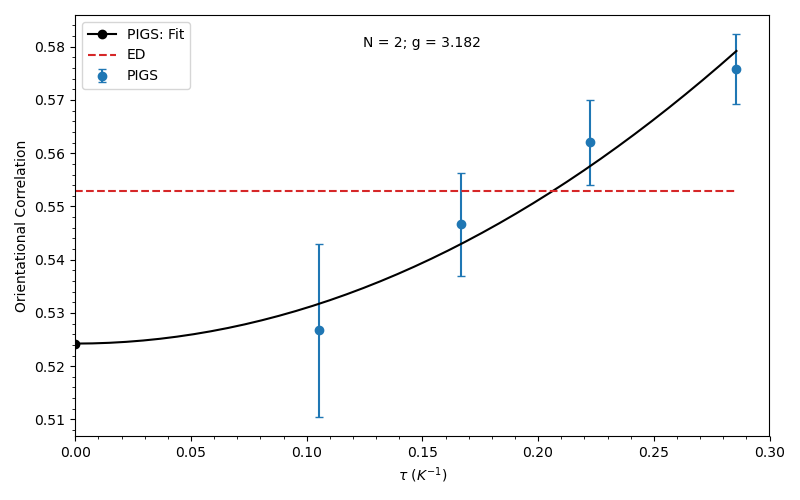 PIGS: Fit
ED
PIGS
N = 2; g = 3.182
Orientational Correlation
0.58
0.57
0.56
0.55
0.54
0.53
0.52
0.51
0.00 0.05 0.10 0.15 0.20 0.25 0.30
τ (K⁻¹)